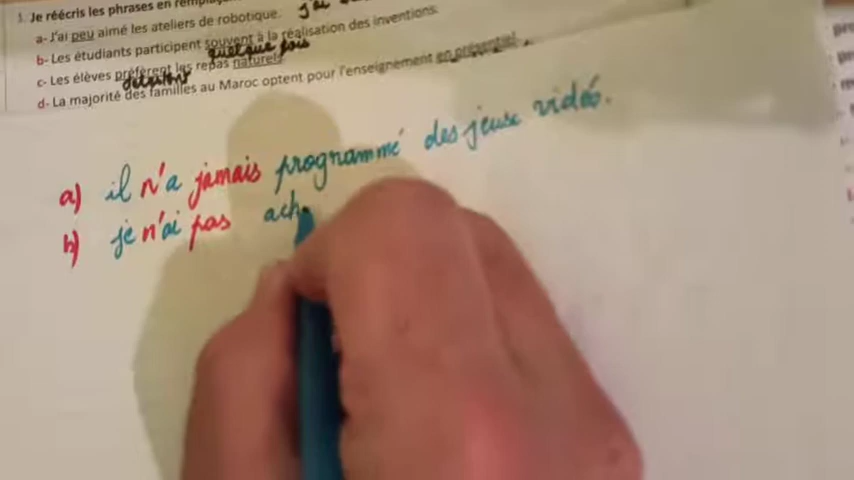 1. Je réécris les phrases en
j'ai
a- J'ai peu aimé les ateliers de robotique.
b- Les étudiants participent souvent à la réalisation des inventions.
quelque fois
c- Les élèves préfèrent les repas naturels.
détestent
d- La majorité des familles au Maroc optent pour l'enseignement en présentiel.
a) il n'a jamais programmé des jeux vidéo.
b) je n'ai pas ach